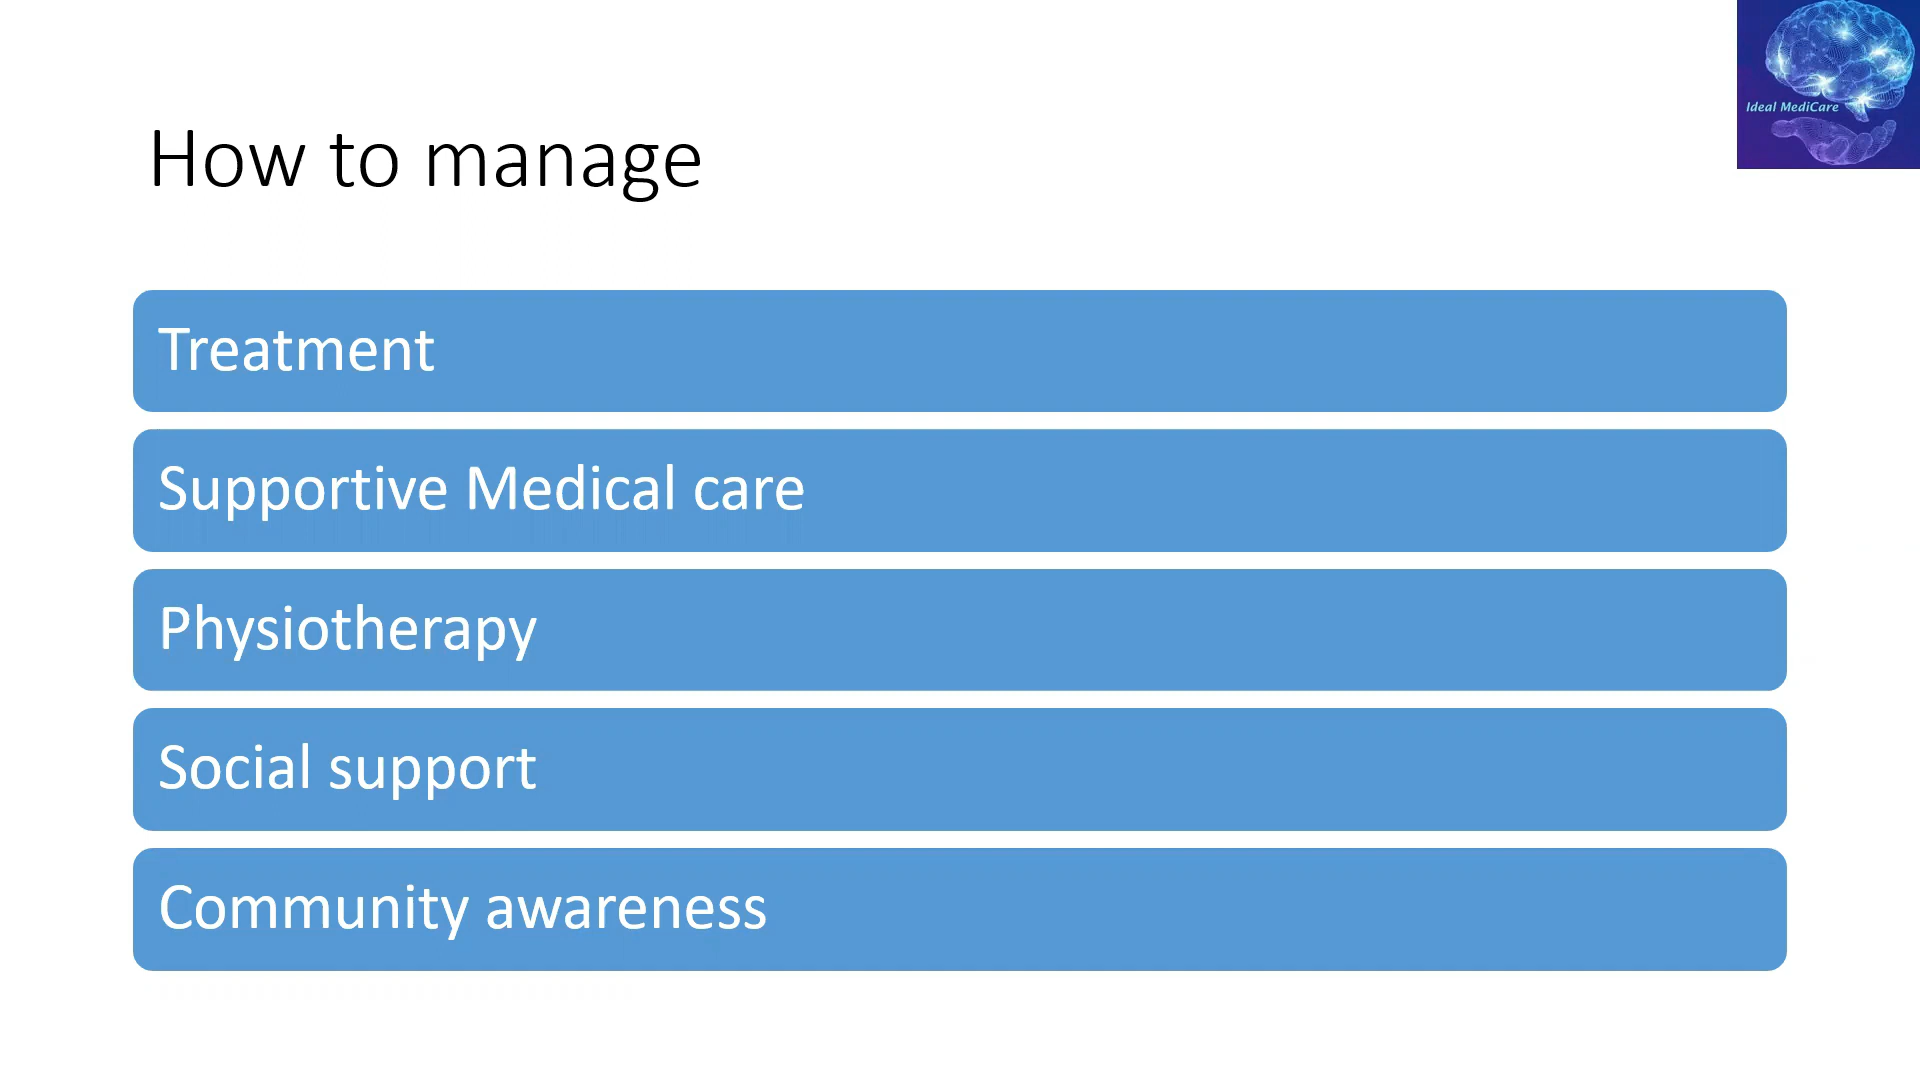 Ideal MediCare
How to manage
Treatment
Supportive Medical care
Physiotherapy
Social support
Community awareness